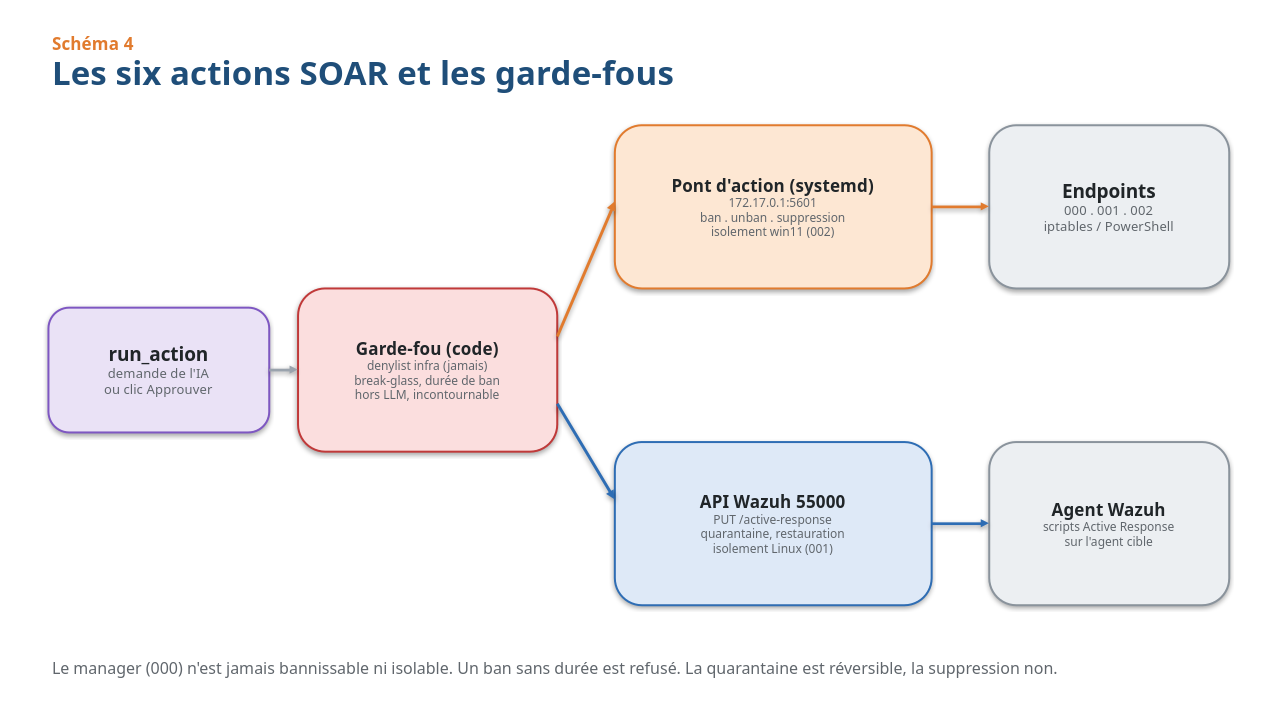 Schéma 4
Les six actions SOAR et les garde-fous
run_action
demande de l'IA
ou clic Approuver
Garde-fou (code)
denylist infra (jamais)
break-glass, durée de ban
hors LLM, incontournable
Pont d'action (systemd)
172.17.0.1:5601
ban . unban . suppression
isolement win11 (002)
Endpoints
000 . 001 . 002
iptables / PowerShell
API Wazuh 55000
PUT /active-response
quarantaine, restauration
isolement Linux (001)
Agent Wazuh
scripts Active Response
sur l'agent cible
Le manager (000) n'est jamais bannissable ni isolable. Un ban sans durée est refusé. La quarantaine est réversible, la suppression non.